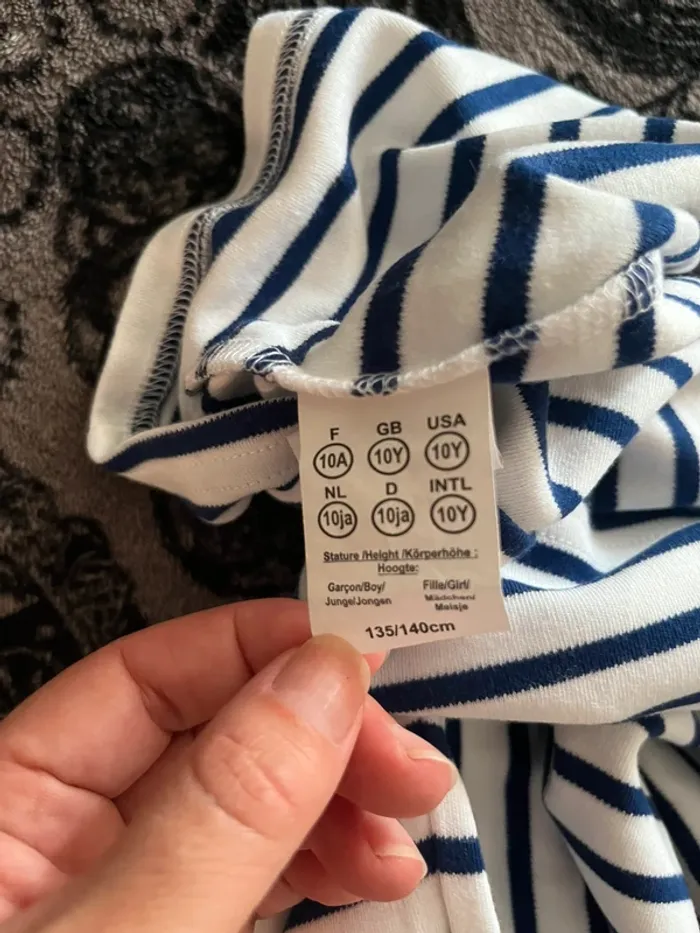 F GB USA
10A 10Y 10Y
NL D INTL
10ja 10ja 10Y
Stature /Height /Körperhöhe :
Hoogte:
Garçon/Boy/ Fille/Girl/
Junge/Jongen Mädchen/
Meisje
135/140cm